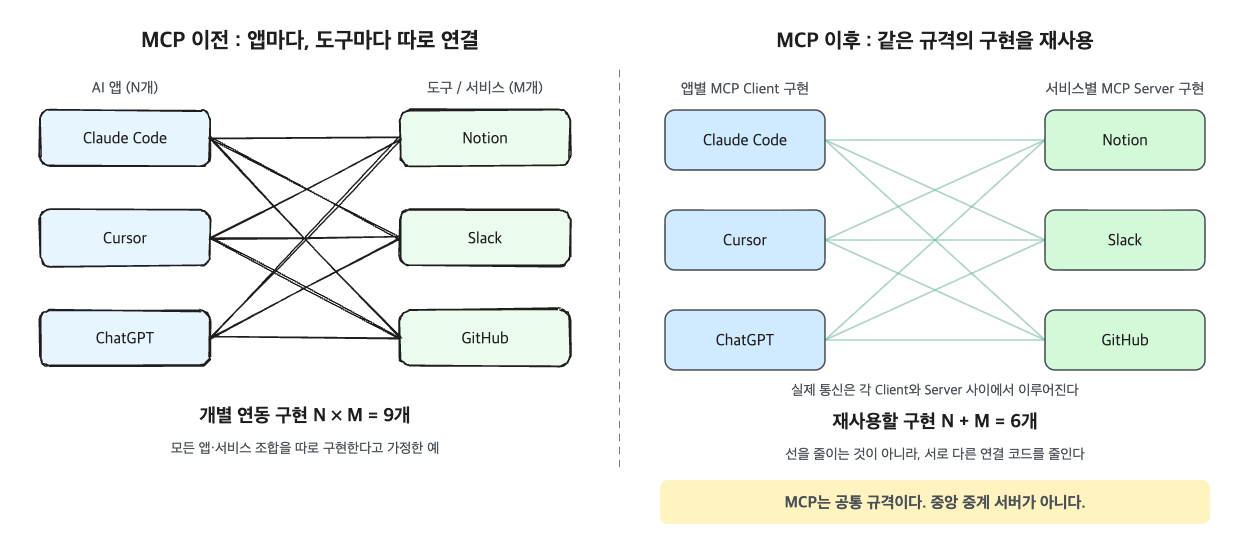 MCP 이전 : 앱마다, 도구마다 따로 연결
AI 앱 (N개)
도구 / 서비스 (M개)
Claude Code
Notion
Cursor
Slack
ChatGPT
GitHub
개별 연동 구현 N × M = 9개
모든 앱·서비스 조합을 따로 구현한다고 가정한 예
MCP 이후 : 같은 규격의 구현을 재사용
앱별 MCP Client 구현
서비스별 MCP Server 구현
Claude Code
Notion
Cursor
Slack
ChatGPT
GitHub
실제 통신은 각 Client와 Server 사이에서 이루어진다
재사용할 구현 N + M = 6개
선을 줄이는 것이 아니라, 서로 다른 연결 코드를 줄인다
MCP는 공통 규격이다. 중앙 중계 서버가 아니다.